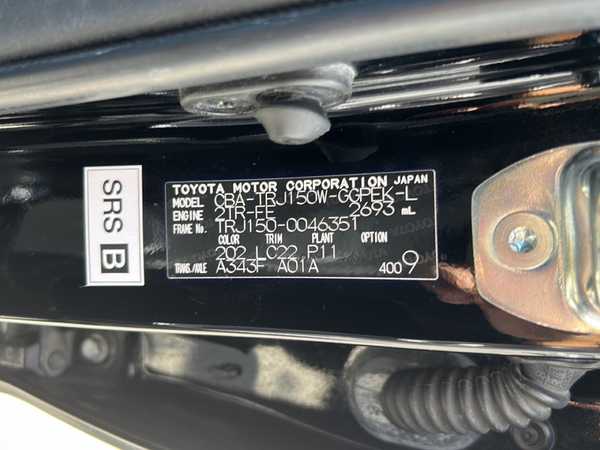 SRS B
TOYOTA MOTOR CORPORATION JAPAN
MODEL CBA-TRJ150W-GGPEK-L
ENGINE 2TR-FE 2693 mL
FRAME No. TRJ150-0046351
COLOR TRIM PLANT OPTION
202 LC22 P11
TRANS./AXLE A343F A01A 4009